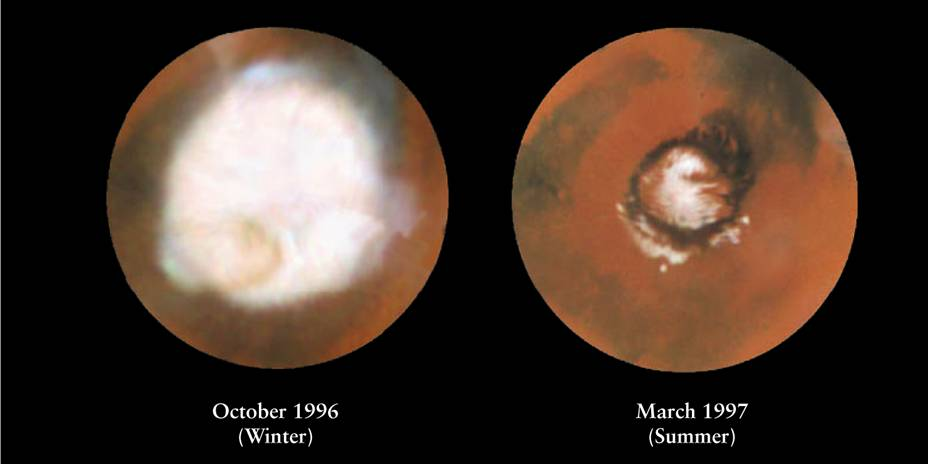 October 1996
(Winter)
March 1997
(Summer)